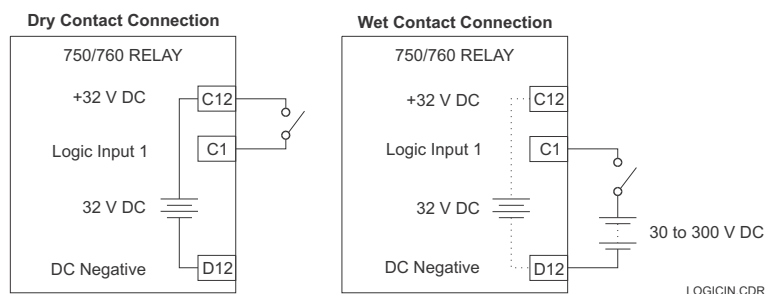 Dry Contact Connection
750/760 RELAY
+32 V DC
C12
Logic Input 1
C1
32 V DC
DC Negative
D12
Wet Contact Connection
750/760 RELAY
+32 V DC
C12
Logic Input 1
C1
32 V DC
30 to 300 V DC
DC Negative
D12
LOGICIN.CDR